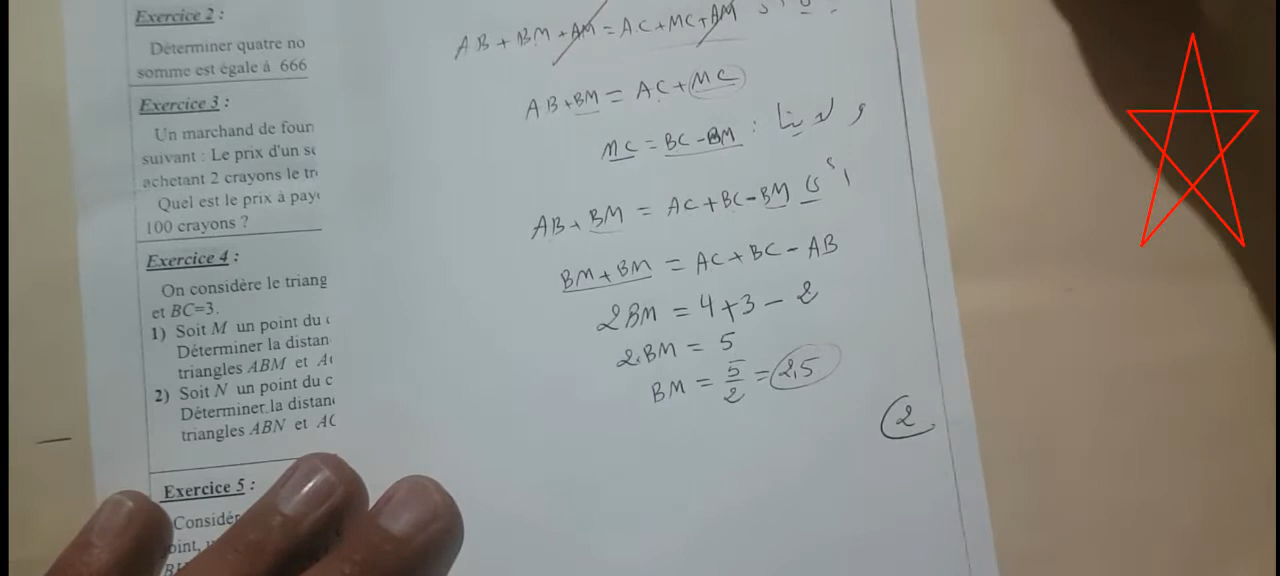 Exercice 2 :
Déterminer quatre no
somme est égale à 666
Exercice 3 :
Un marchand de four
suivant : Le prix d'un
achetant 2 crayons le
Quel est le prix à
100 crayons ?
Exercice 4 :
On considère le triang
et BC=3.
1) Soit M un point du
Déterminer la distan
triangles ABM et
2) Soit N un point du c
Déterminer la distan
triangles ABN et
Exercice 5 :
Considér
AB + BM + AM = AC + MC + AM
AB + BM = AC + MC
ولدينا : MC = BC - BM
أي AB + BM = AC + BC - BM
BM + BM = AC + BC - AB
2BM = 4 + 3 - 2
2.BM = 5
BM = 5/2 = 2,5
2